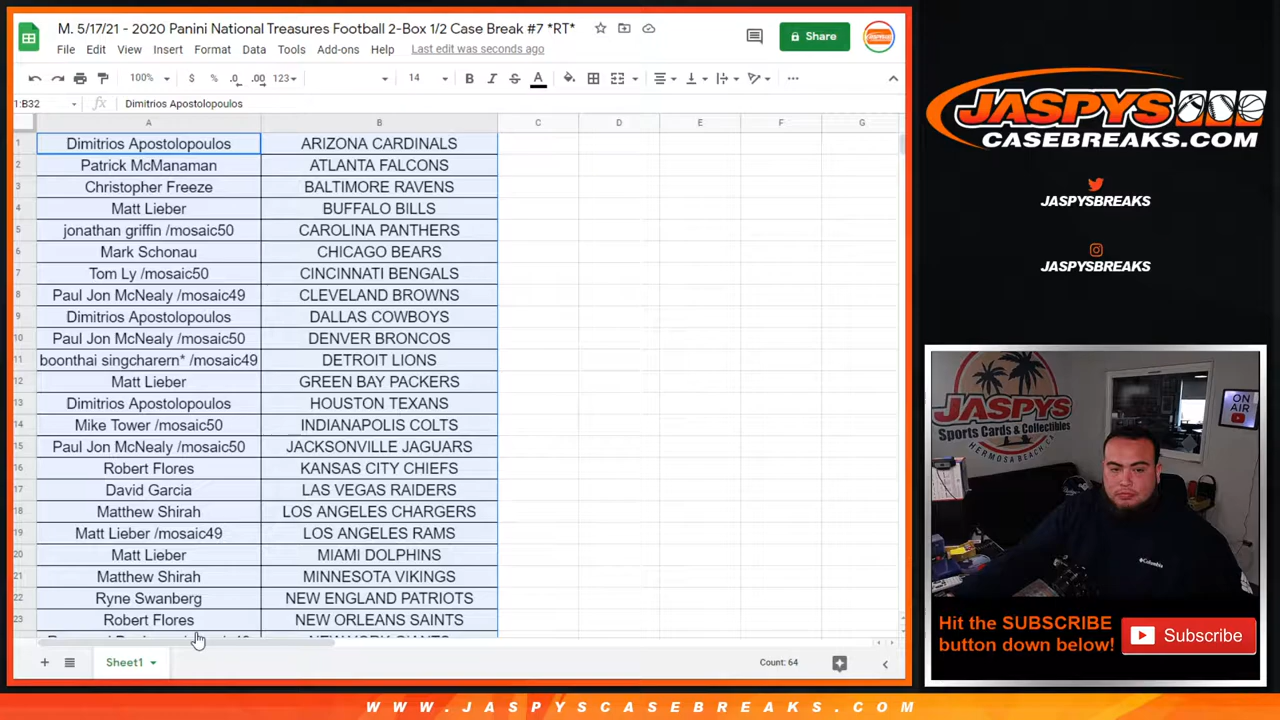 M. 5/17/21 - 2020 Panini National Treasures Football 2-Box 1/2 Case Break #7 *RT*
File Edit View Insert Format Data Tools Add-ons Help Last edit was seconds ago
Share
100% $ % .0 .00 123 14 B I S A
1:B32 fx Dimitrios Apostolopoulos
A B C D E F G
1 Dimitrios Apostolopoulos ARIZONA CARDINALS
2 Patrick McManaman ATLANTA FALCONS
3 Christopher Freeze BALTIMORE RAVENS
4 Matt Lieber BUFFALO BILLS
5 jonathan griffin /mosaic50 CAROLINA PANTHERS
6 Mark Schonau CHICAGO BEARS
7 Tom Ly /mosaic50 CINCINNATI BENGALS
8 Paul Jon McNealy /mosaic49 CLEVELAND BROWNS
9 Dimitrios Apostolopoulos DALLAS COWBOYS
10 Paul Jon McNealy /mosaic50 DENVER BRONCOS
11 boonthai singcharern* /mosaic49 DETROIT LIONS
12 Matt Lieber GREEN BAY PACKERS
13 Dimitrios Apostolopoulos HOUSTON TEXANS
14 Mike Tower /mosaic50 INDIANAPOLIS COLTS
15 Paul Jon McNealy /mosaic50 JACKSONVILLE JAGUARS
16 Robert Flores KANSAS CITY CHIEFS
17 David Garcia LAS VEGAS RAIDERS
18 Matthew Shirah LOS ANGELES CHARGERS
19 Matt Lieber /mosaic49 LOS ANGELES RAMS
20 Matt Lieber MIAMI DOLPHINS
21 Matthew Shirah MINNESOTA VIKINGS
22 Ryne Swanberg NEW ENGLAND PATRIOTS
23 Robert Flores NEW ORLEANS SAINTS
Sheet1
Count: 64
JASPYS
CASEBREAKS.COM
JASPYSBREAKS
JASPYSBREAKS
JASPYS
Sports Cards & Collectibles
HERMOSA BEACH, CA
ON AIR
Columbia
Hit the SUBSCRIBE
button down below!
Subscribe
WWW.JASPYSCASEBREAKS.COM